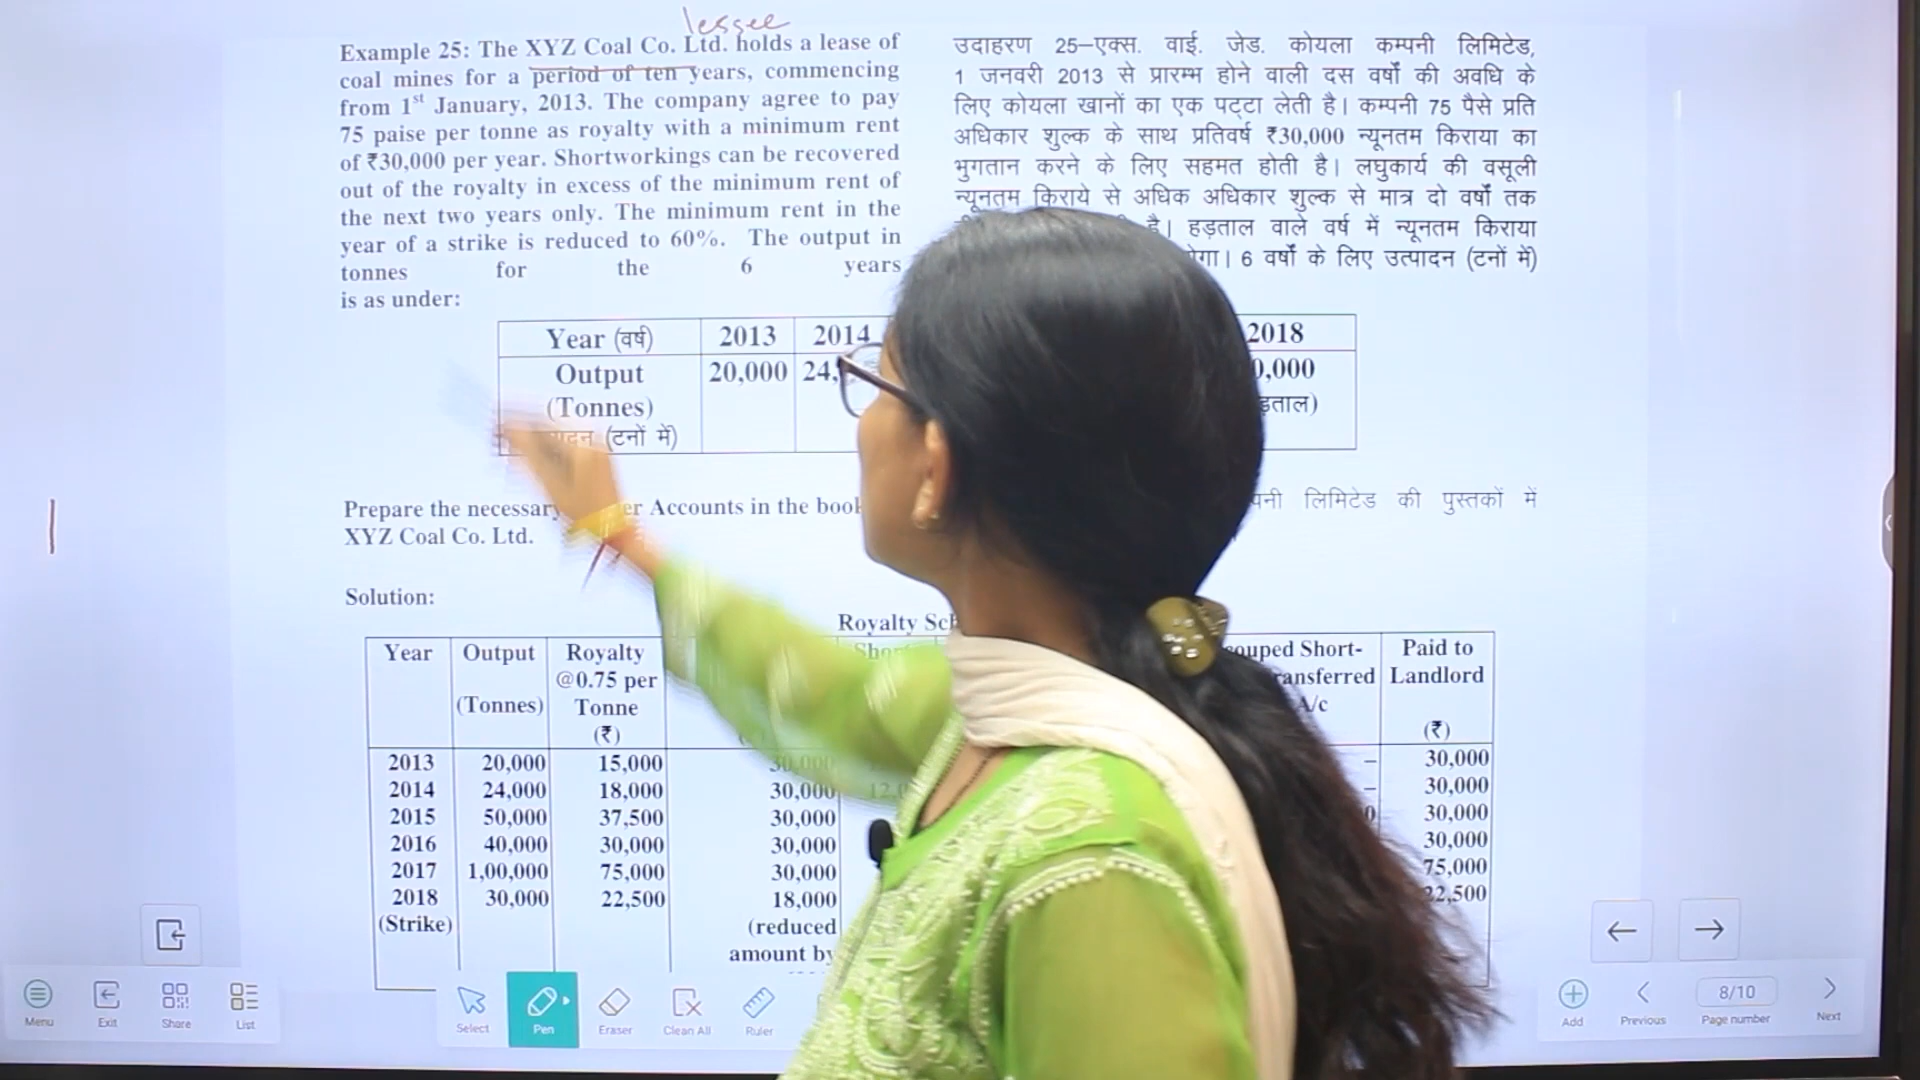 lessee
Example 25: The XYZ Coal Co. Ltd. holds a lease of
coal mines for a period of ten years, commencing
from 1st January, 2013. The company agree to pay
75 paise per tonne as royalty with a minimum rent
of ₹30,000 per year. Shortworkings can be recovered
out of the royalty in excess of the minimum rent of
the next two years only. The minimum rent in the
year of a strike is reduced to 60%. The output in
tonnes for the 6 years
is as under:
उदाहरण 25–एक्स. वाई. जेड. कोयला कम्पनी लिमिटेड,
1 जनवरी 2013 से प्रारम्भ होने वाली दस वर्षों की अवधि के
लिए कोयला खानों का एक पट्टा लेती है। कम्पनी 75 पैसे प्रति
अधिकार शुल्क के साथ प्रतिवर्ष ₹30,000 न्यूनतम किराया का
भुगतान करने के लिए सहमत होती है। लघुकार्य की वसूली
न्यूनतम किराये से अधिक अधिकार शुल्क से मात्र दो वर्षों तक
है। हड़ताल वाले वर्ष में न्यूनतम किराया
6 वर्षों के लिए उत्पादन (टनों में)
Year (वर्ष) 2013 2014 2018
Output 20,000
(Tonnes)
(टनों में)
Prepare the necessary Accounts in the book
XYZ Coal Co. Ltd.
लिमिटेड की पुस्तकों में
Solution:
Royalty
Year Output Royalty Paid to
@0.75 per Landlord
(Tonnes) Tonne
(₹) (₹)
2013 20,000 15,000 30,000 – 30,000
2014 24,000 18,000 30,000 – 30,000
2015 50,000 37,500 30,000 30,000
2016 40,000 30,000 30,000 30,000
2017 1,00,000 75,000 30,000 75,000
2018 30,000 22,500 18,000 22,500
(Strike) (reduced
amount by
Menu Exit Share List Select Pen Eraser Clean All Ruler Add Previous 8/10 Page number Next